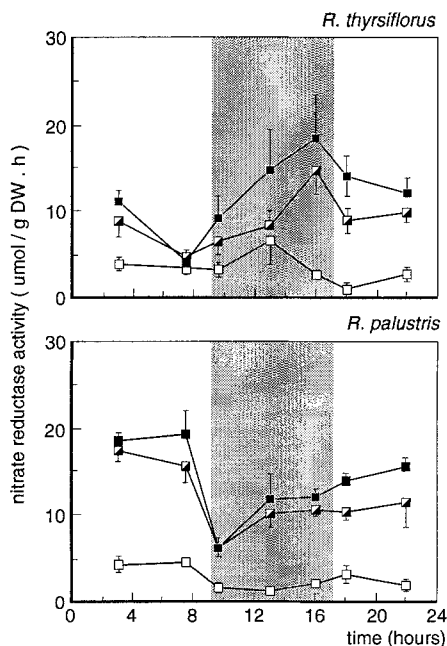 R. thyrsiflorus
30
20
10
0
R. palustris
30
20
10
0
nitrate reductase activity ( umol / g DW . h )
0 4 8 12 16 20 24
time (hours)